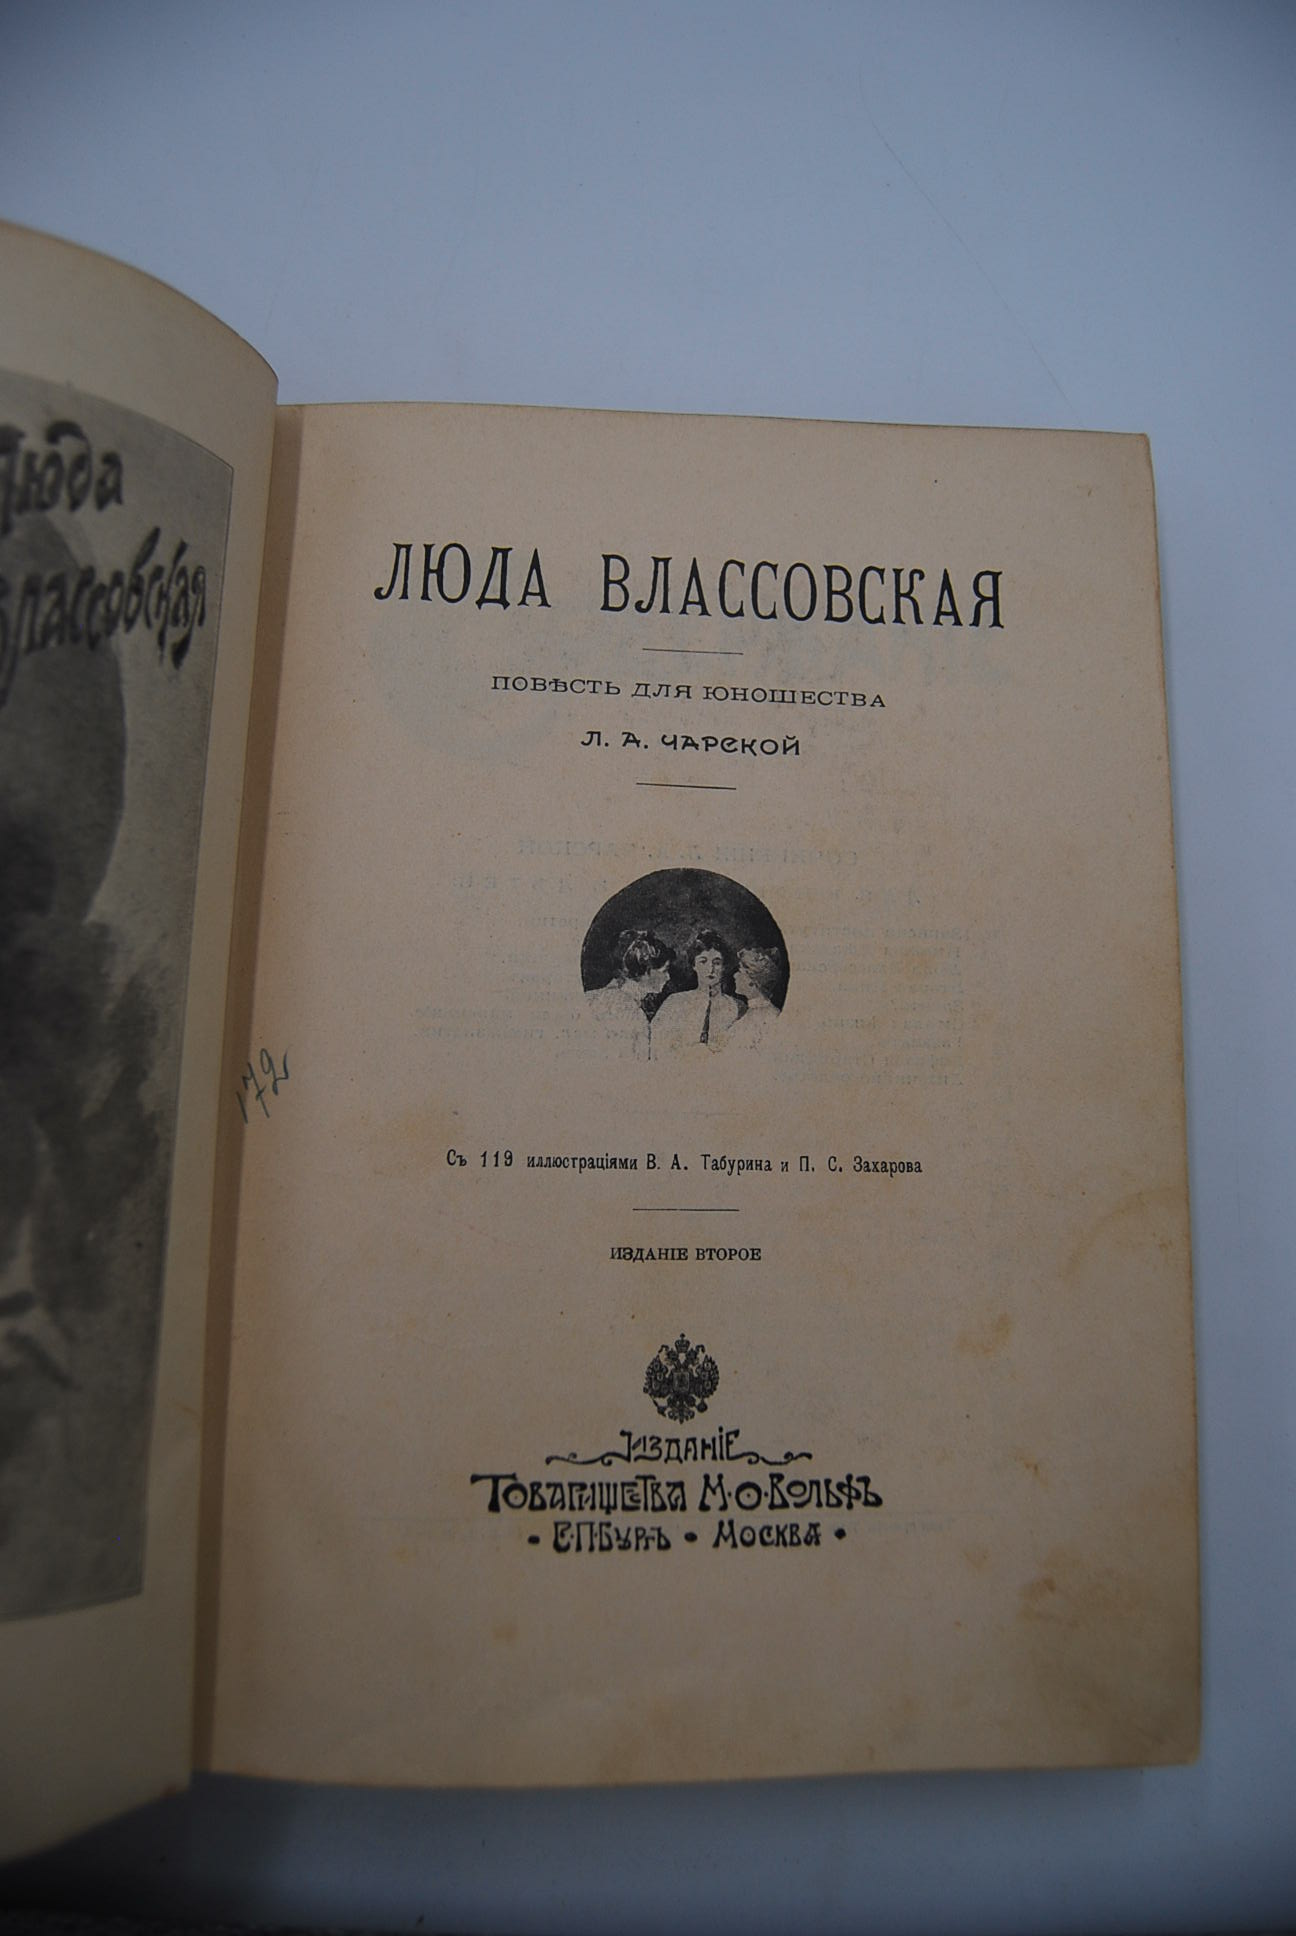 Люда
Влассовская
172
ЛЮДА ВЛАССОВСКАЯ
ПОВѢСТЬ ДЛЯ ЮНОШЕСТВА
Л. А. ЧАРСКОЙ
Съ 119 иллюстраціями В. А. Табурина и П. С. Захарова
ИЗДАНІЕ ВТОРОЕ
ИЗДАНІЕ
ТОВАРИЩЕСТВА М·О·ВОЛЬФЪ
• С·П·БУРГЪ • МОСКВА •